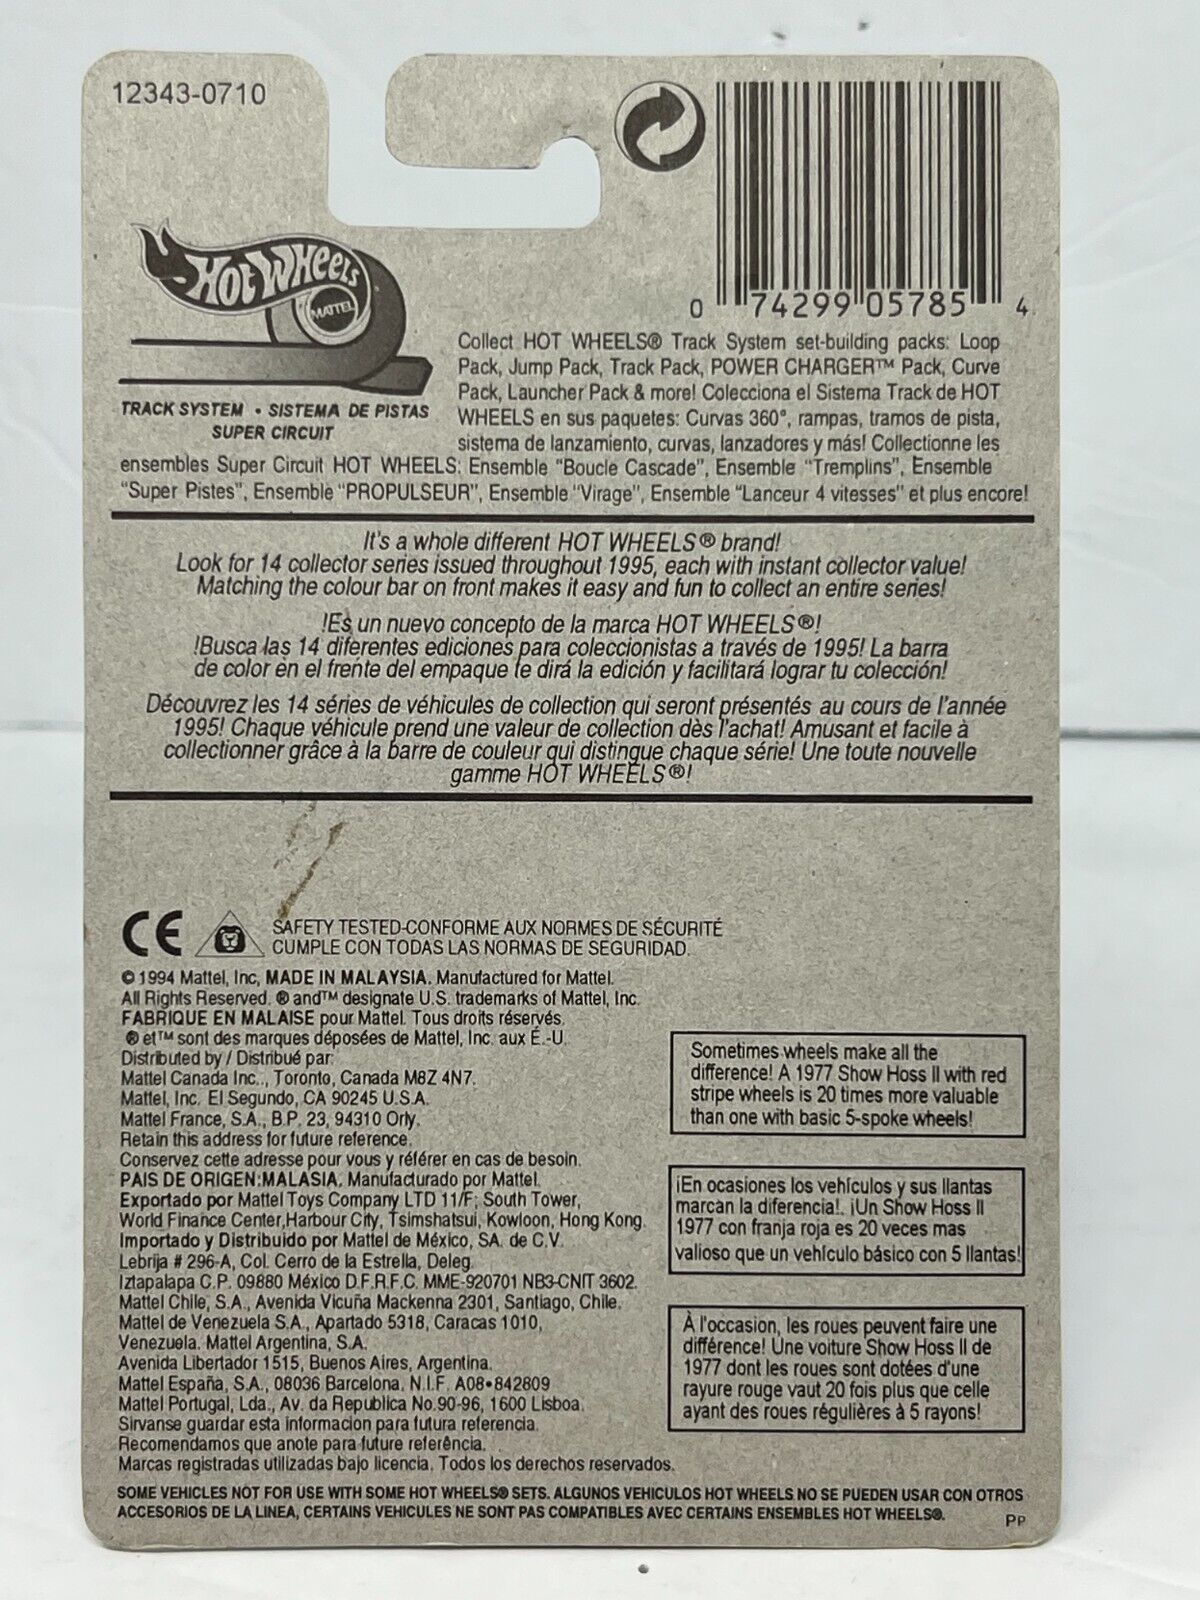 12343-0710
0 74299 05785 4
HOT WHEELS
MATTEL
TRACK SYSTEM • SISTEMA DE PISTAS
SUPER CIRCUIT
Collect HOT WHEELS® Track System set-building packs: Loop
Pack, Jump Pack, Track Pack, POWER CHARGER™ Pack, Curve
Pack, Launcher Pack & more! Colecciona el Sistema Track de HOT
WHEELS en sus paquetes: Curvas 360°, rampas, tramos de pista,
sistema de lanzamiento, curvas, lanzadores y más! Collectionne les
ensembles Super Circuit HOT WHEELS: Ensemble "Boucle Cascade", Ensemble "Tremplins", Ensemble
"Super Pistes", Ensemble "PROPULSEUR", Ensemble "Virage", Ensemble "Lanceur 4 vitesses" et plus encore!
It's a whole different HOT WHEELS® brand!
Look for 14 collector series issued throughout 1995, each with instant collector value!
Matching the colour bar on front makes it easy and fun to collect an entire series!
!Es un nuevo concepto de la marca HOT WHEELS®!
!Busca las 14 diferentes ediciones para coleccionistas a través de 1995! La barra
de color en el frente del empaque te dirá la edición y facilitará lograr tu colección!
Découvrez les 14 séries de véhicules de collection qui seront présentés au cours de l'année
1995! Chaque véhicule prend une valeur de collection dès l'achat! Amusant et facile à
collectionner grâce à la barre de couleur qui distingue chaque série! Une toute nouvelle
gamme HOT WHEELS®!
CE SAFETY TESTED-CONFORME AUX NORMES DE SÉCURITÉ
CUMPLE CON TODAS LAS NORMAS DE SEGURIDAD.
© 1994 Mattel, Inc, MADE IN MALAYSIA. Manufactured for Mattel.
All Rights Reserved. ® and™ designate U.S. trademarks of Mattel, Inc.
FABRIQUE EN MALAISE pour Mattel. Tous droits réservés.
® et™ sont des marques déposées de Mattel, Inc. aux É.-U.
Distributed by / Distribué par:
Mattel Canada Inc.., Toronto, Canada M8Z 4N7.
Mattel, Inc. El Segundo, CA 90245 U.S.A.
Mattel France, S.A., B.P. 23, 94310 Orly.
Retain this address for future reference.
Conservez cette adresse pour vous y référer en cas de besoin.
PAIS DE ORIGEN:MALASIA. Manufacturado por Mattel.
Exportado por Mattel Toys Company LTD 11/F, South Tower,
World Finance Center,Harbour City, Tsimshatsui, Kowloon, Hong Kong.
Importado y Distribuido por Mattel de México, SA. de C.V.
Lebrija # 296-A, Col. Cerro de la Estrella, Deleg.
Iztapalapa C.P. 09880 México D.F.R.F.C. MME-920701 NB3-CNIT 3602.
Mattel Chile, S.A., Avenida Vicuña Mackenna 2301, Santiago, Chile.
Mattel de Venezuela S.A., Apartado 5318, Caracas 1010,
Venezuela. Mattel Argentina, S.A.
Avenida Libertador 1515, Buenos Aires, Argentina.
Mattel España, S.A., 08036 Barcelona. N.I.F. A08•842809
Mattel Portugal, Lda., Av. da Republica No.90-96, 1600 Lisboa.
Sirvanse guardar esta informacion para futura referencia.
Recomendamos que anote para future referência.
Marcas registradas utilizadas bajo licencia. Todos los derechos reservados.
Sometimes wheels make all the
difference! A 1977 Show Hoss II with red
stripe wheels is 20 times more valuable
than one with basic 5-spoke wheels!
¡En ocasiones los vehículos y sus llantas
marcan la diferencia!. ¡Un Show Hoss II
1977 con franja roja es 20 veces mas
valioso que un vehículo básico con 5 llantas!
À l'occasion, les roues peuvent faire une
différence! Une voiture Show Hoss II de
1977 dont les roues sont dotées d'une
rayure rouge vaut 20 fois plus que celle
ayant des roues régulières à 5 rayons!
SOME VEHICLES NOT FOR USE WITH SOME HOT WHEELS® SETS. ALGUNOS VEHICULOS HOT WHEELS NO SE PUEDEN USAR CON OTROS
ACCESORIOS DE LA LINEA, CERTAINS VEHICULES NE SONT PAS COMPATIBLES AVEC CERTAINS ENSEMBLES HOT WHEELS®.
PP